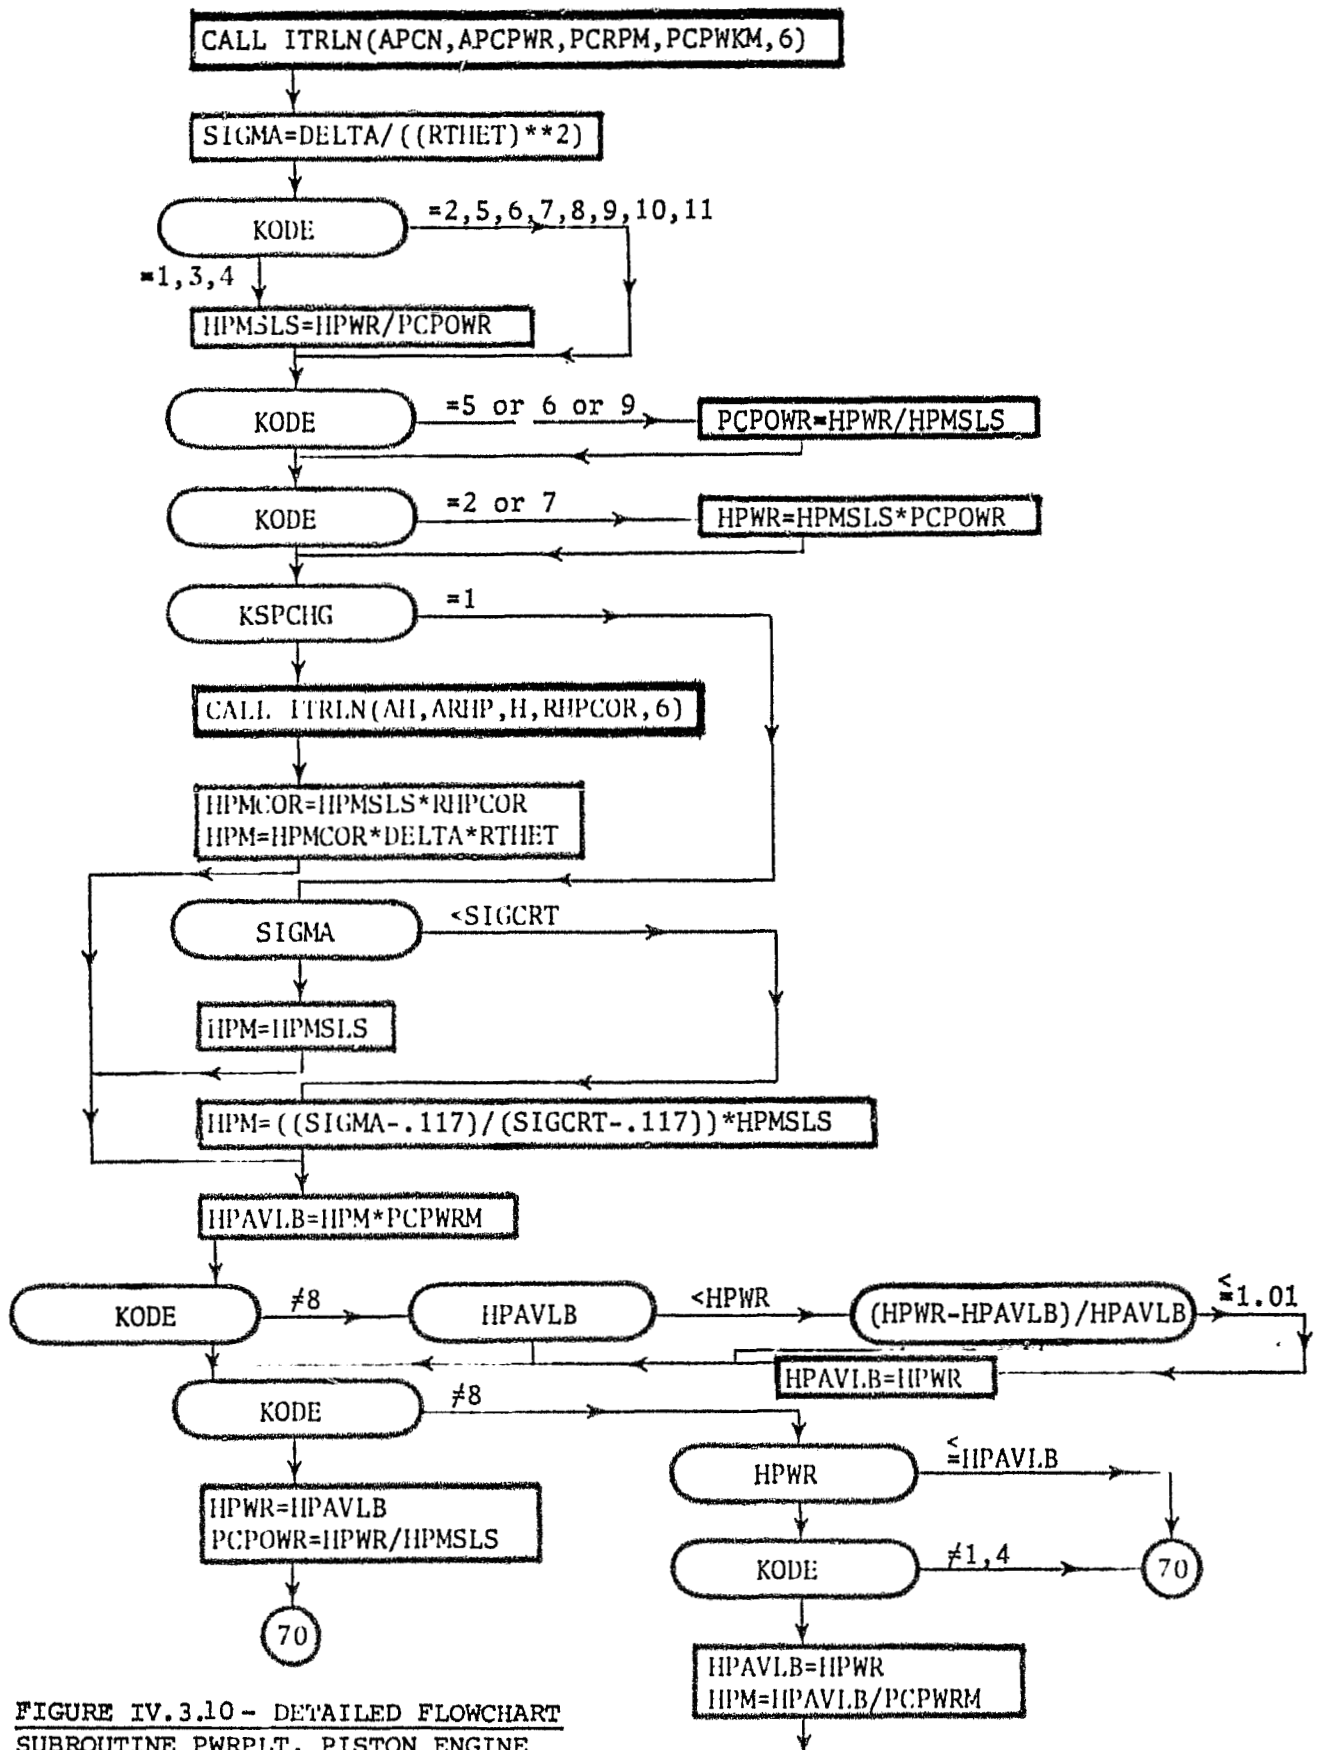 CALL ITRLN(APCN,APCPWR,PCRPM,PCPWKM,6)
SIGMA=DELTA/((RTHET)**2)
KODE
=2,5,6,7,8,9,10,11
=1,3,4
HPMSLS=HPWR/PCPOWR
KODE
=5 or 6 or 9
PCPOWR=HPWR/HPMSLS
KODE
=2 or 7
HPWR=HPMSLS*PCPOWR
KSPCHG
=1
CALL ITRLN(AH,ARHP,H,RHPCOR,6)
HPMCOR=HPMSLS*RHPCOR
HPM=HPMCOR*DELTA*RTHET
SIGMA
<SIGCRT
HPM=HPMSLS
HPM=((SIGMA-.117)/(SIGCRT-.117))*HPMSLS
HPAVLB=HPM*PCPWRM
KODE
≠8
HPAVLB
<HPWR
(HPWR-HPAVLB)/HPAVLB
≦1.01
HPAVLB=HPWR
KODE
≠8
HPWR
≦HPAVLB
HPWR=HPAVLB
PCPOWR=HPWR/HPMSLS
KODE
≠1,4
70
70
HPAVLB=HPWR
HPM=HPAVLB/PCPWRM
FIGURE IV.3.10 - DETAILED FLOWCHART
SUBROUTINE PWRPLT, PISTON ENGINE